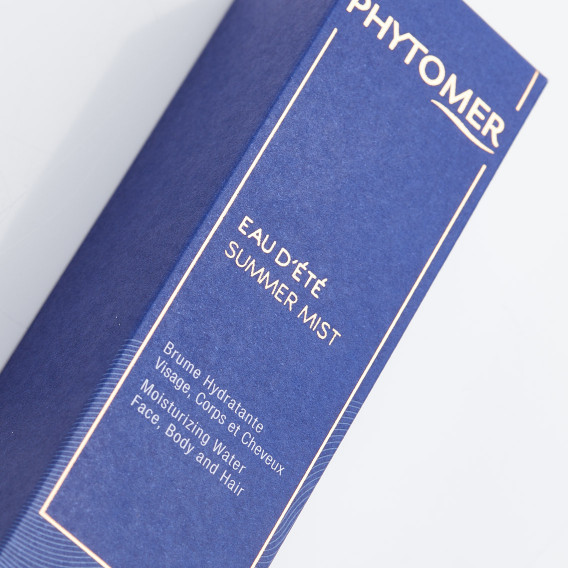 PHYTOMER
EAU D'ÉTÉ
SUMMER MIST
Brume Hydratante
Visage, Corps et Cheveux
Moisturizing Water
Face, Body and Hair